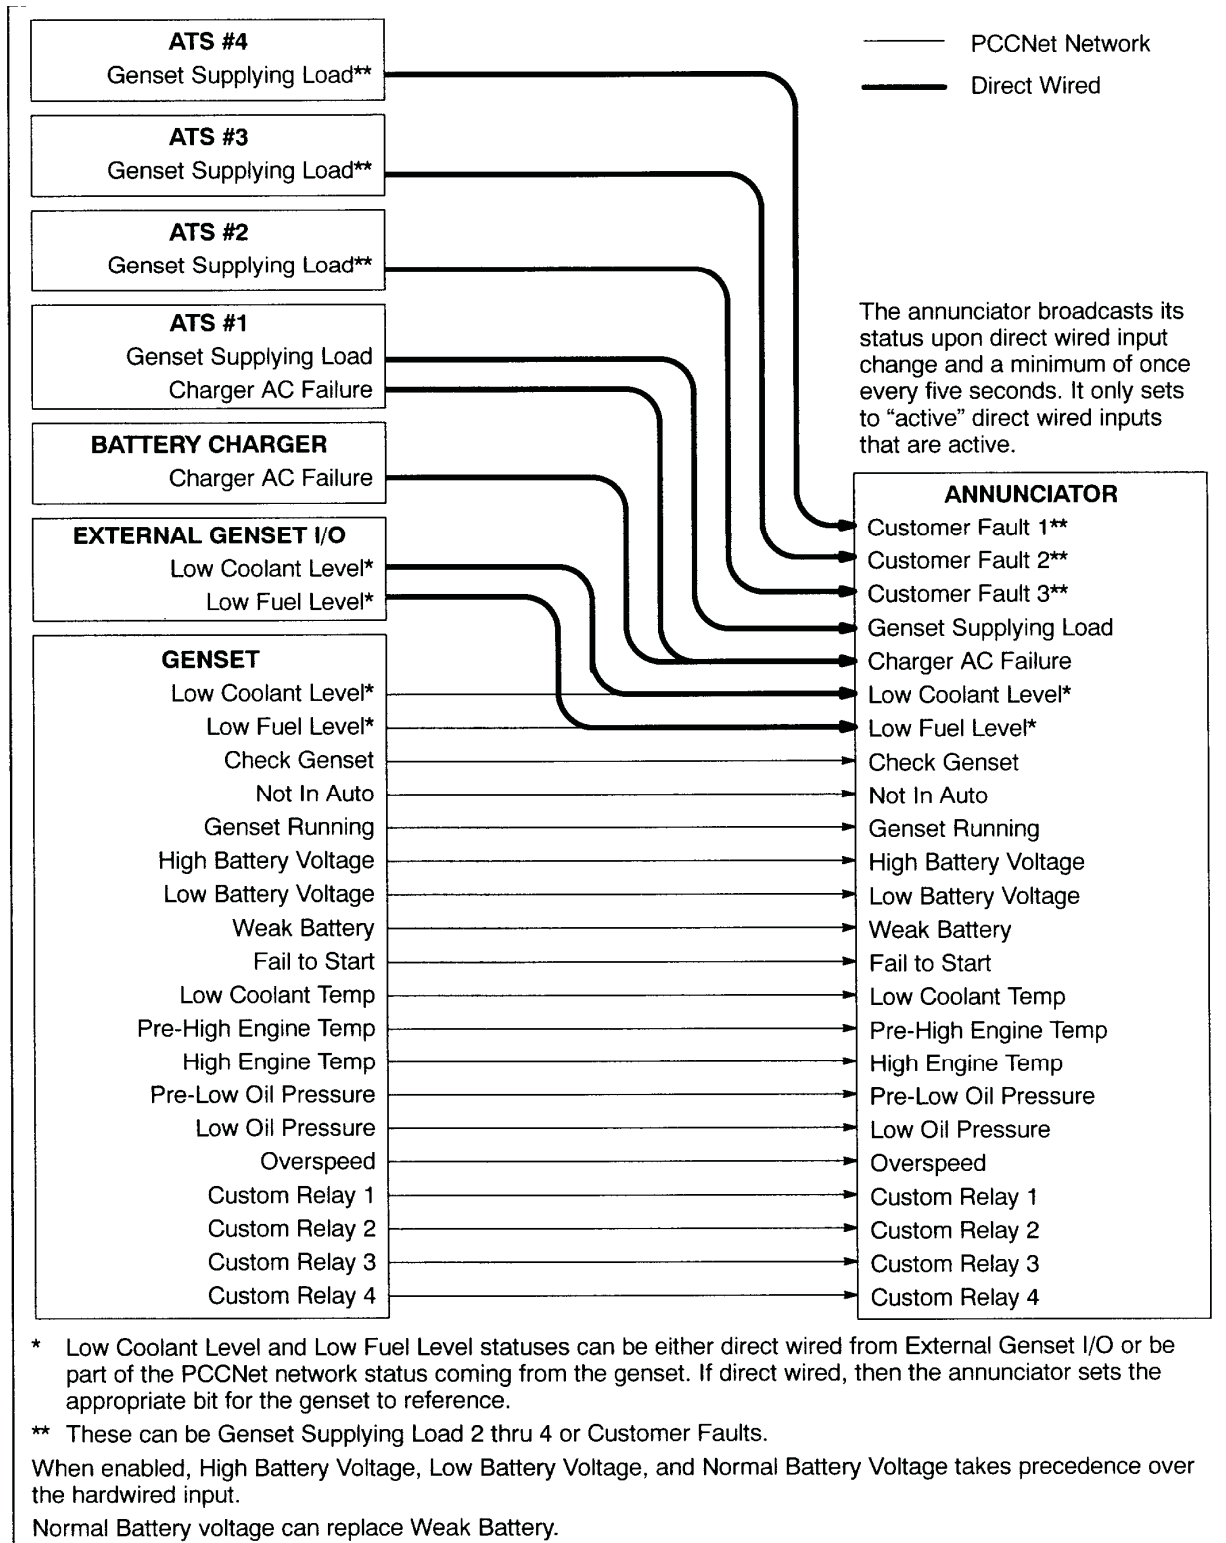 ATS #4
Genset Supplying Load**
PCCNet Network
Direct Wired
ATS #3
Genset Supplying Load**
ATS #2
Genset Supplying Load**
ATS #1
Genset Supplying Load
Charger AC Failure
The annunciator broadcasts its
status upon direct wired input
change and a minimum of once
every five seconds. It only sets
to “active” direct wired inputs
that are active.
BATTERY CHARGER
Charger AC Failure
EXTERNAL GENSET I/O
Low Coolant Level*
Low Fuel Level*
GENSET
Low Coolant Level*
Low Fuel Level*
Check Genset
Not In Auto
Genset Running
High Battery Voltage
Low Battery Voltage
Weak Battery
Fail to Start
Low Coolant Temp
Pre-High Engine Temp
High Engine Temp
Pre-Low Oil Pressure
Low Oil Pressure
Overspeed
Custom Relay 1
Custom Relay 2
Custom Relay 3
Custom Relay 4
ANNUNCIATOR
Customer Fault 1**
Customer Fault 2**
Customer Fault 3**
Genset Supplying Load
Charger AC Failure
Low Coolant Level*
Low Fuel Level*
Check Genset
Not In Auto
Genset Running
High Battery Voltage
Low Battery Voltage
Weak Battery
Fail to Start
Low Coolant Temp
Pre-High Engine Temp
High Engine Temp
Pre-Low Oil Pressure
Low Oil Pressure
Overspeed
Custom Relay 1
Custom Relay 2
Custom Relay 3
Custom Relay 4
* Low Coolant Level and Low Fuel Level statuses can be either direct wired from External Genset I/O or be
part of the PCCNet network status coming from the genset. If direct wired, then the annunciator sets the
appropriate bit for the genset to reference.
** These can be Genset Supplying Load 2 thru 4 or Customer Faults.
When enabled, High Battery Voltage, Low Battery Voltage, and Normal Battery Voltage takes precedence over
the hardwired input.
Normal Battery voltage can replace Weak Battery.